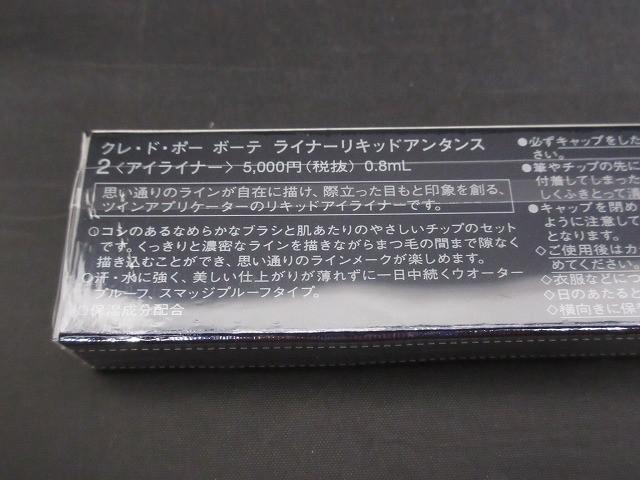 クレ・ド・ポー ボーテ ライナーリキッドアンタンス
2〈アイライナー〉5,000円(税抜) 0.8mL
思い通りのラインが自在に描け、際立った目もと印象を創る、
ツインアプリケーターのリキッドアイライナーです。
コシのあるなめらかなブラシと肌あたりのやさしいチップのセット
です。くっきりと濃密なラインを描きながらまつ毛の間まで隙なく
描き込むことができ、思い通りのラインメークが楽しめます。
汗・水に強く、美しい仕上がりが薄れずに一日中続くウオーター
プルーフ、スマッジプルーフタイプ。
保湿成分配合
●必ずキャップをした
さい。
●筆やチップの先に
付着してしまった
しくふきとって清
●キャップを閉め
ように注意して
となります。
◇ご使用後は
めてください
◇衣服などにつ
◇日のあたると
◇横向きに保